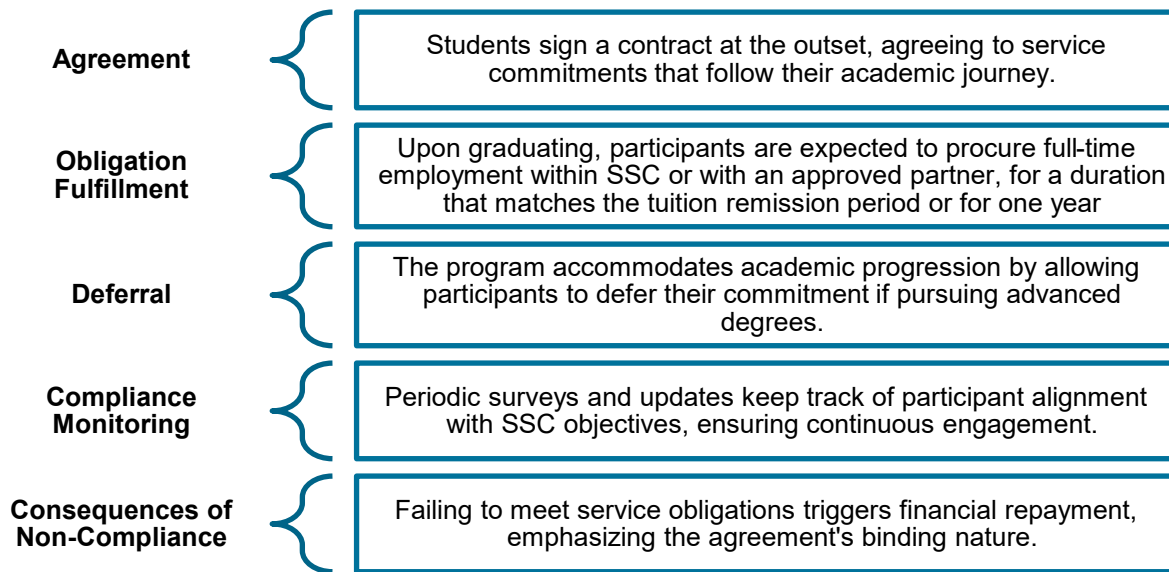 Agreement
Students sign a contract at the outset, agreeing to service
commitments that follow their academic journey.
Obligation
Fulfillment
Upon graduating, participants are expected to procure full-time
employment within SSC or with an approved partner, for a duration
that matches the tuition remission period or for one year
Deferral
The program accommodates academic progression by allowing
participants to defer their commitment if pursuing advanced
degrees.
Compliance
Monitoring
Periodic surveys and updates keep track of participant alignment
with SSC objectives, ensuring continuous engagement.
Consequences of
Non-Compliance
Failing to meet service obligations triggers financial repayment,
emphasizing the agreement's binding nature.